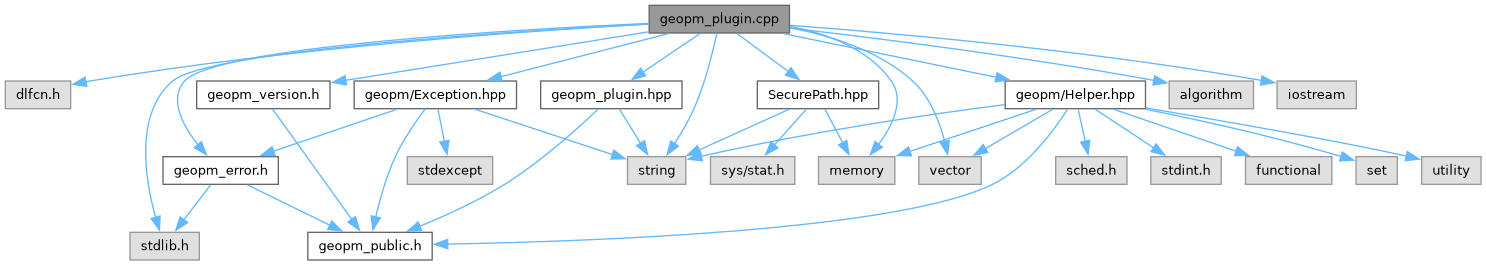 geopm_plugin.cpp
dlfcn.h
geopm_version.h
geopm/Exception.hpp
geopm_plugin.hpp
SecurePath.hpp
geopm/Helper.hpp
algorithm
iostream
geopm_error.h
stdexcept
string
sys/stat.h
memory
vector
sched.h
stdint.h
functional
set
utility
stdlib.h
geopm_public.h